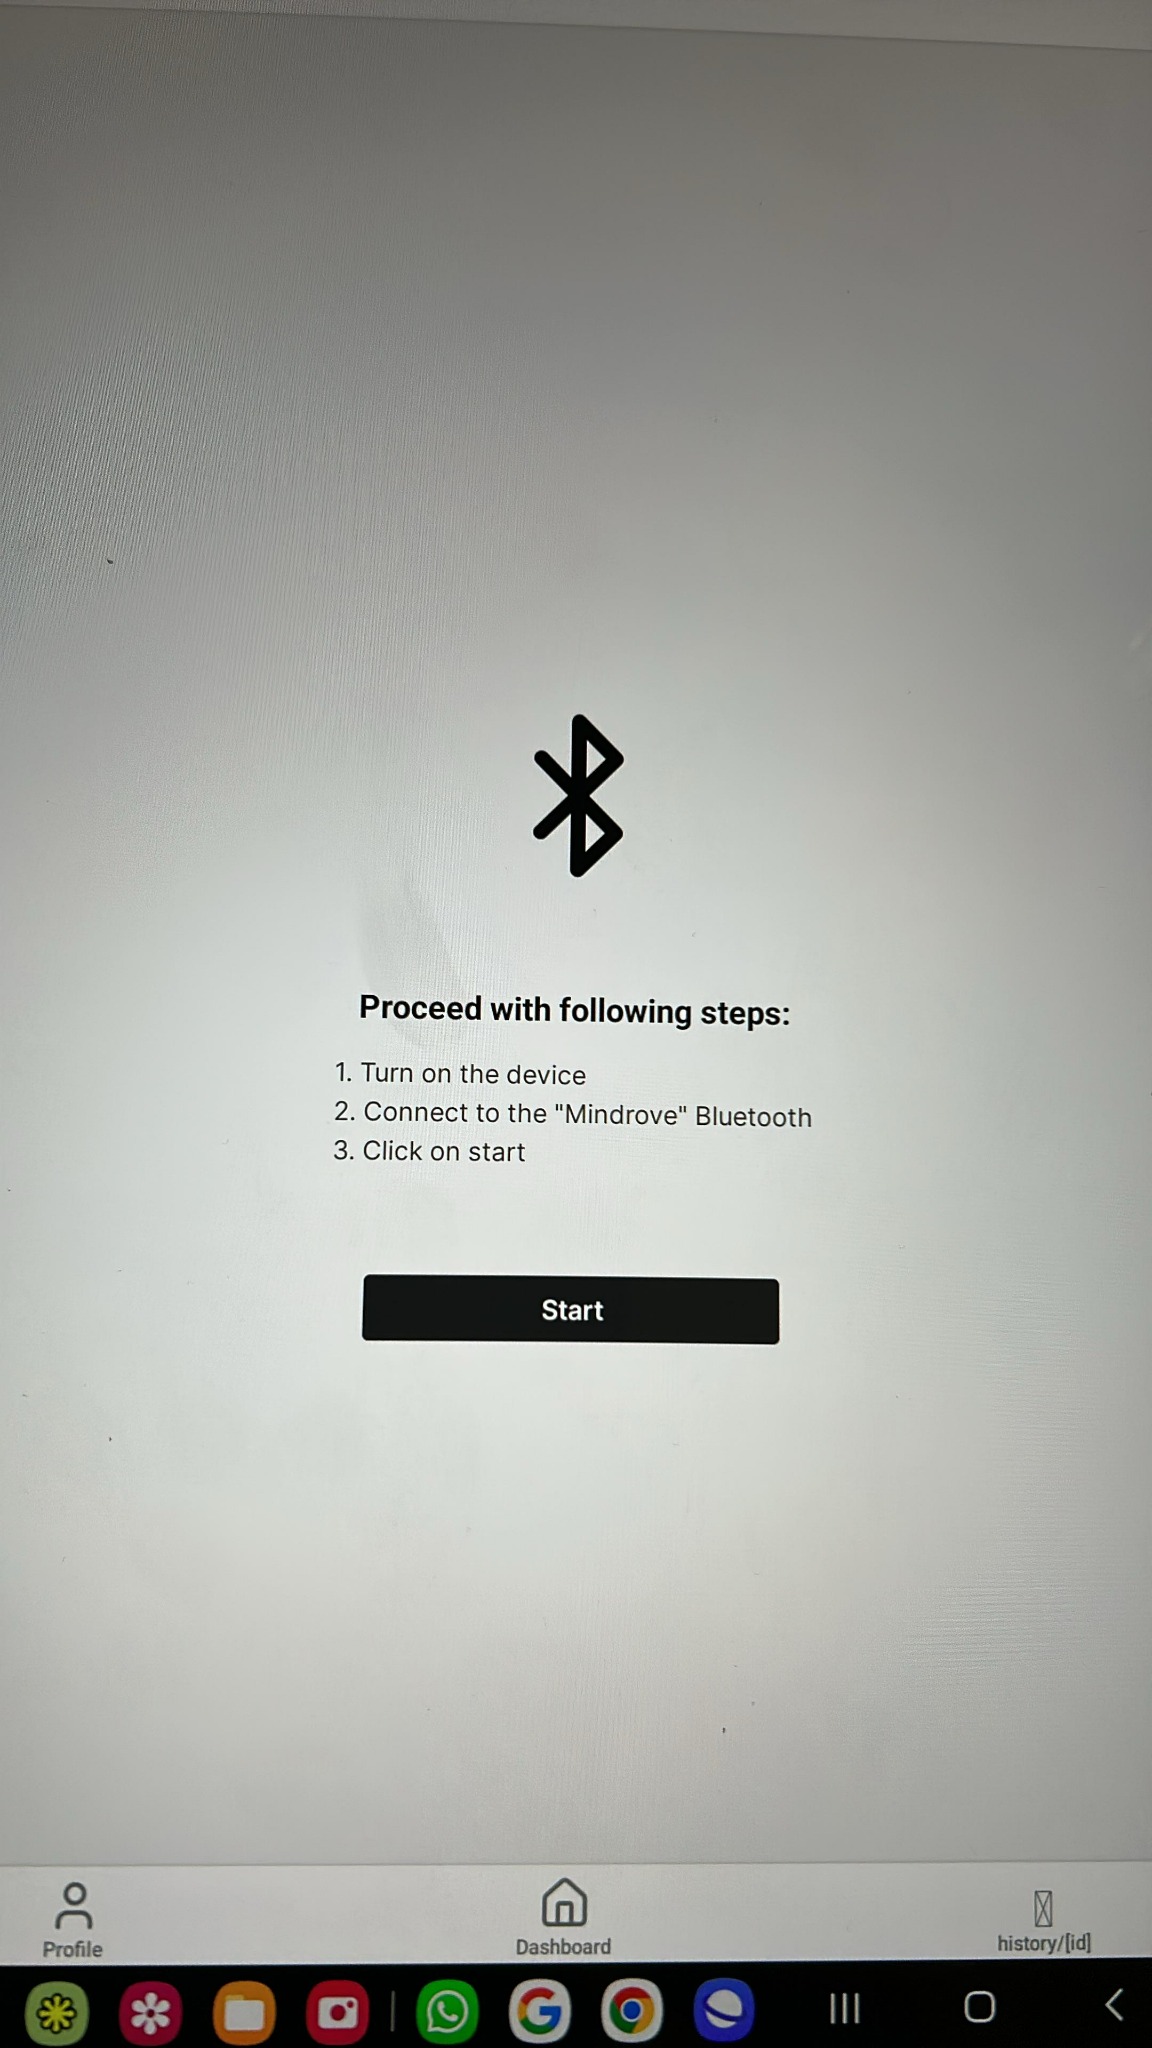 Proceed with following steps:
1. Turn on the device
2. Connect to the "Mindrove" Bluetooth
3. Click on start
Start
Profile
Dashboard
history/[id]